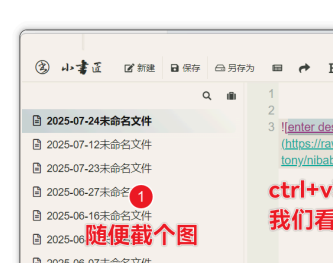 小書匠 新建 保存 另存为
2025-07-24未命名文件
2025-07-12未命名文件
2025-07-23未命名文件
2025-06-27未命名
1
2025-06-16未命名文件
2025-06
随便截个图
2025-06-07未命名文件
1
2
3 ![enter des
(https://ra
tony/nibab
ctrl+v
我们看